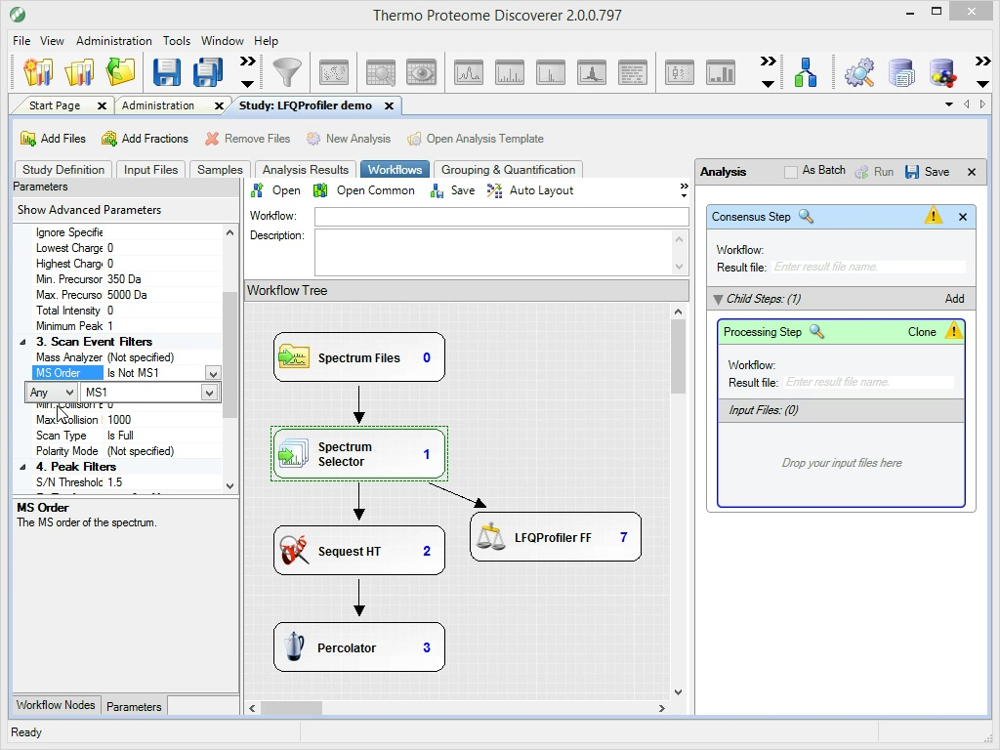 Thermo Proteome Discoverer 2.0.0.797
File View Administration Tools Window Help
Start Page
Administration
Study: LFQProfiler demo
Add Files Add Fractions Remove Files New Analysis Open Analysis Template
Study Definition Input Files Samples Analysis Results Workflows Grouping & Quantification
Parameters
Show Advanced Parameters
Ignore Specifie
Lowest Charge 0
Highest Charg 0
Min. Precursor 350 Da
Max. Precurso 5000 Da
Total Intensity 0
Minimum Peak 1
3. Scan Event Filters
Mass Analyzer (Not specified)
MS Order Is Not MS1
Any MS1
Min. Collision E 0
Max. Collision 1000
Scan Type Is Full
Polarity Mode (Not specified)
4. Peak Filters
S/N Threshold 1.5
MS Order
The MS order of the spectrum.
Workflow Nodes Parameters
Open Open Common Save Auto Layout
Workflow:
Description:
Workflow Tree
Spectrum Files 0
Spectrum
Selector 1
Sequest HT 2
LFQProfiler FF 7
Percolator 3
Analysis As Batch Run Save
Consensus Step
Workflow:
Result file: Enter result file name.
Child Steps: (1) Add
Processing Step Clone
Workflow:
Result file: Enter result file name.
Input Files: (0)
Drop your input files here
Ready